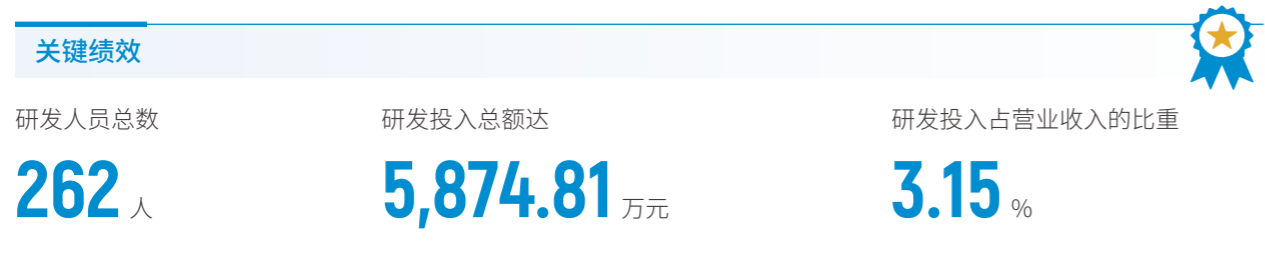 关键绩效
研发人员总数
262 人
研发投入总额达
5,874.81 万元
研发投入占营业收入的比重
3.15 %